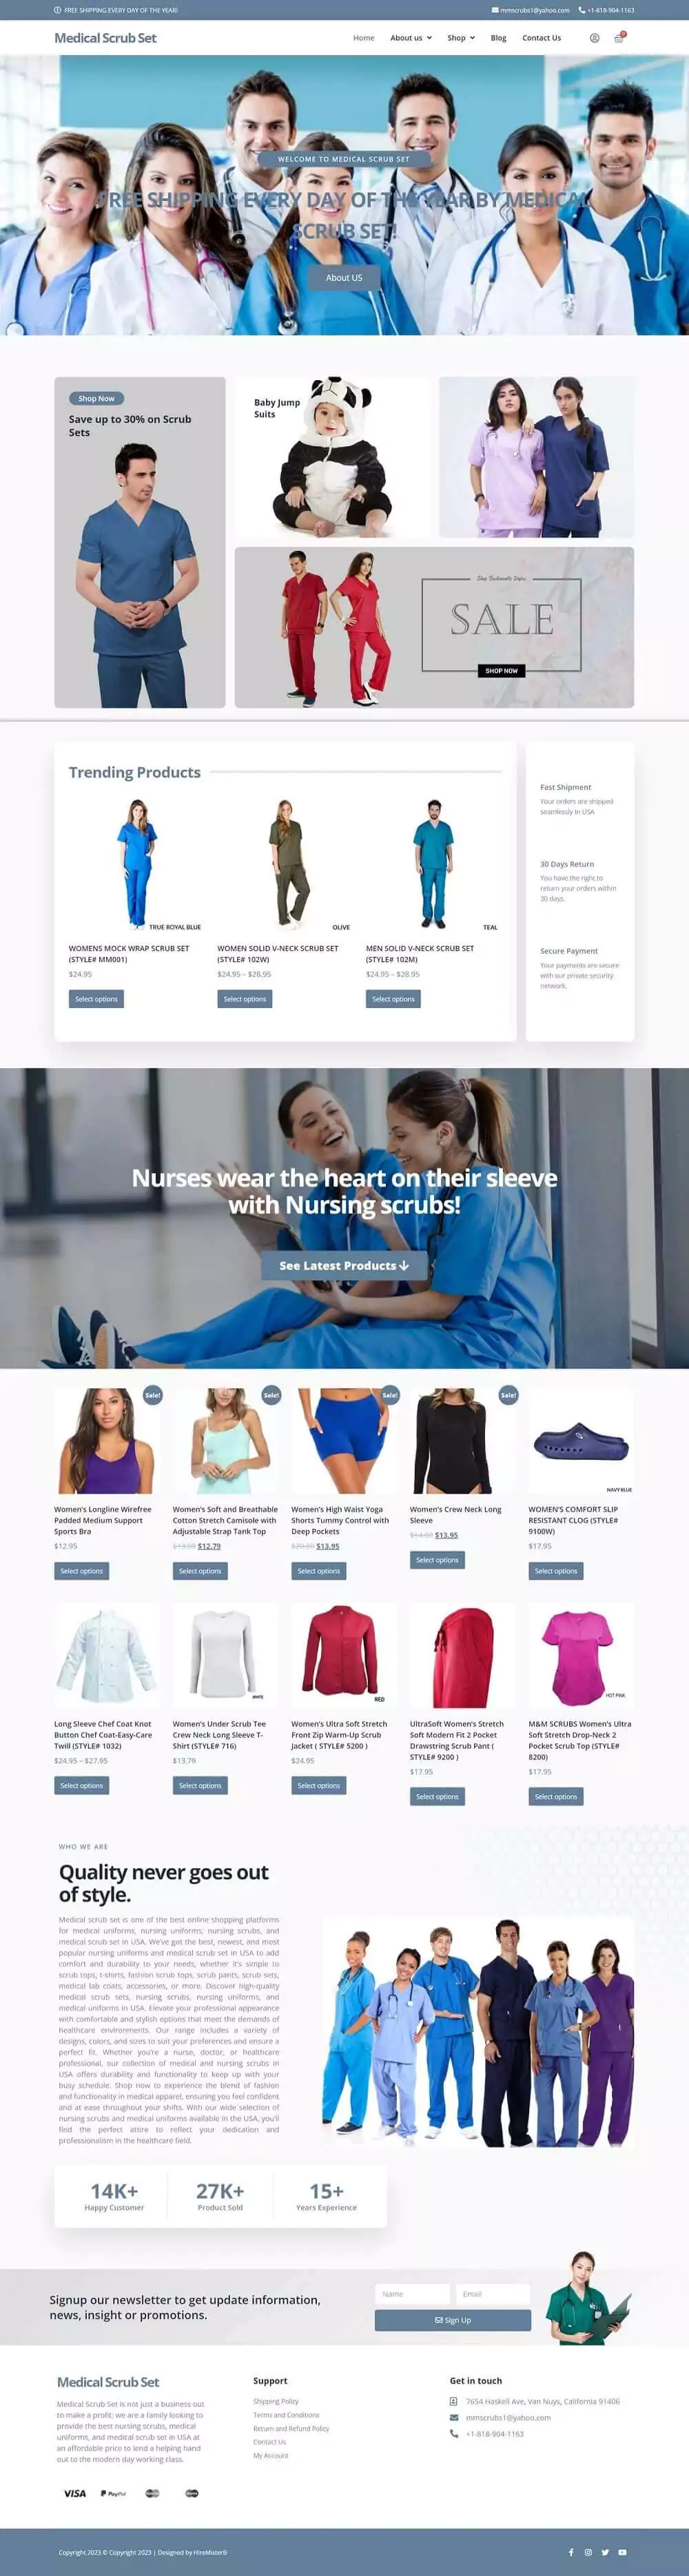 FREE SHIPPING EVERY DAY OF THE YEAR!
mmscrubs1@yahoo.com +1-818-904-1163
Medical Scrub Set
Home About us Shop Blog Contact Us
0
WELCOME TO MEDICAL SCRUB SET
FREE SHIPPING EVERY DAY OF THE YEAR BY MEDICAL
SCRUB SET!
About US
Shop Now
Save up to 30% on Scrub
Sets
Baby Jump
Suits
SALE
SHOP NOW
Trending Products
TRUE ROYAL BLUE
WOMENS MOCK WRAP SCRUB SET
(STYLE# MM001)
$24.95
Select options
OLIVE
WOMEN SOLID V-NECK SCRUB SET
(STYLE# 102W)
$24.95 – $28.95
Select options
TEAL
MEN SOLID V-NECK SCRUB SET
(STYLE# 102M)
$24.95 – $28.95
Select options
Fast Shipment
Your orders are shipped
seamlessly in USA
30 Days Return
You have the right to
return your orders within
30 days.
Secure Payment
Your payments are secure
with our private security
network.
Nurses wear the heart on their sleeve
with Nursing scrubs!
See Latest Products
Sale!
Women's Longline Wirefree
Padded Medium Support
Sports Bra
$12.95
Select options
Sale!
Women's Soft and Breathable
Cotton Stretch Camisole with
Adjustable Strap Tank Top
$12.79
Select options
Sale!
Women's High Waist Yoga
Shorts Tummy Control with
Deep Pockets
$13.95
Select options
Sale!
Women's Crew Neck Long
Sleeve
$13.95
Select options
NAVY BLUE
WOMEN'S COMFORT SLIP
RESISTANT CLOG (STYLE#
9100W)
$17.95
Select options
Long Sleeve Chef Coat Knot
Button Chef Coat-Easy-Care
Twill (STYLE# 1032)
$24.95 – $27.95
Select options
WHITE
Women's Under Scrub Tee
Crew Neck Long Sleeve T-
Shirt (STYLE# 716)
$13.79
Select options
RED
Women's Ultra Soft Stretch
Front Zip Warm-Up Scrub
Jacket ( STYLE# 5200 )
$24.95
Select options
UltraSoft Women's Stretch
Soft Modern Fit 2 Pocket
Drawstring Scrub Pant (
STYLE# 9200 )
$17.95
Select options
HOT PINK
M&M SCRUBS Women's Ultra
Soft Stretch Drop-Neck 2
Pocket Scrub Top (STYLE#
8200)
$17.95
Select options
WHO WE ARE
Quality never goes out
of style.
Medical scrub set is one of the best online shopping platforms
for medical uniforms, nursing uniforms, nursing scrubs, and
medical scrub set in USA. We've got the best, newest, and most
popular nursing uniforms and medical scrub set in USA to add
comfort and durability to your needs, whether it's simple to
scrub tops, t-shirts, fashion scrub tops, scrub pants, scrub sets,
medical lab coats, accessories, or more. Discover high-quality
medical scrub sets, nursing scrubs, nursing uniforms, and
medical uniforms in USA. Elevate your professional appearance
with comfortable and stylish options that meet the demands of
healthcare environments. Our range includes a variety of
designs, colors, and sizes to suit your preferences and ensure a
perfect fit. Whether you're a nurse, doctor, or healthcare
professional, our collection of medical and nursing scrubs in
USA offers durability and functionality to keep up with your
busy schedule. Shop now to experience the blend of fashion
and functionality in medical apparel, ensuring you feel confident
and at ease throughout your shifts. With our wide selection of
nursing scrubs and medical uniforms available in the USA, you'll
find the perfect attire to reflect your dedication and
professionalism in the healthcare field.
14K+
Happy Customer
27K+
Product Sold
15+
Years Experience
Signup our newsletter to get update information,
news, insight or promotions.
Name Email
Sign Up
Medical Scrub Set
Medical Scrub Set is not just a business out
to make a profit; we are a family looking to
provide the best nursing scrubs, medical
uniforms, and medical scrub set in USA at
an affordable price to lend a helping hand
out to the modern day working class.
VISA PayPal
Support
Shipping Policy
Terms and Conditions
Return and Refund Policy
Contact Us
My Account
Get in touch
7654 Haskell Ave, Van Nuys, California 91406
mmscrubs1@yahoo.com
+1-818-904-1163
Copyright 2023 © Copyright 2023 | Designed by HireMisterB